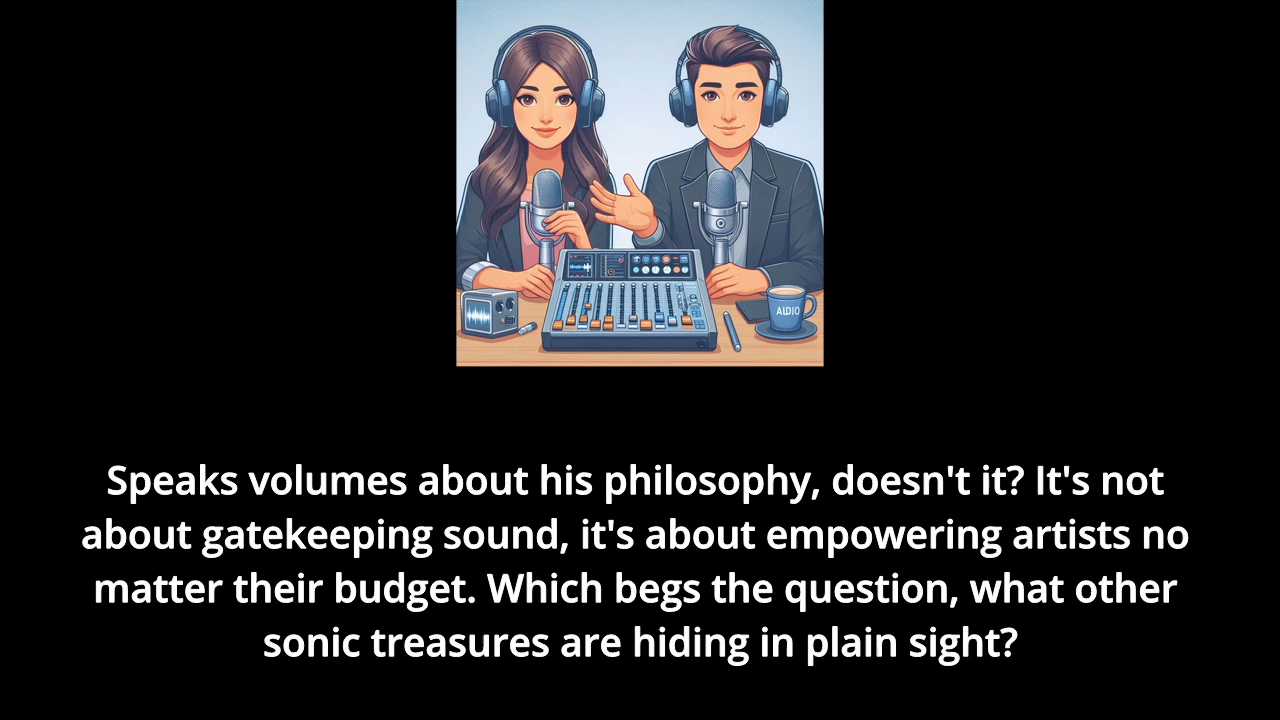 ALDIO
Speaks volumes about his philosophy, doesn't it? It's not
about gatekeeping sound, it's about empowering artists no
matter their budget. Which begs the question, what other
sonic treasures are hiding in plain sight?